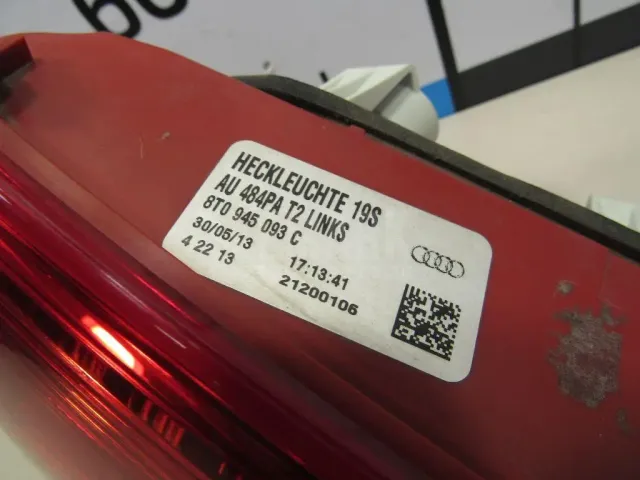 HECKLEUCHTE 19S
AU 484PA T2 LINKS
8T0 945 093 C
30/05/13 17:13:41
4 22 13 21200106